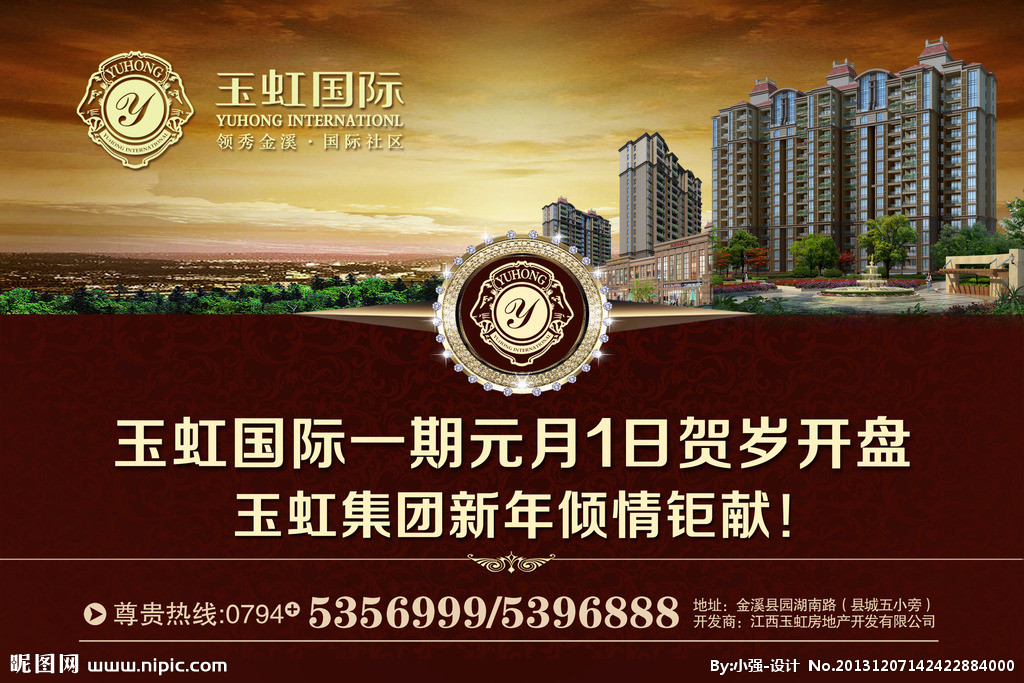 YUHONG
Y
YUHONG INTERNATIONAL
玉虹国际
YUHONG INTERNATIONL
领秀金溪·国际社区
YUHONG
Y
YUHONG INTERNATIONAL
玉虹国际一期元月1日贺岁开盘
玉虹集团新年倾情钜献!
尊贵热线:0794 5356999/5396888
地址：金溪县园湖南路（县城五小旁）
开发商：江西玉虹房地产开发有限公司
昵图网 www.nipic.com
By:小强-设计 No.20131207142422884000